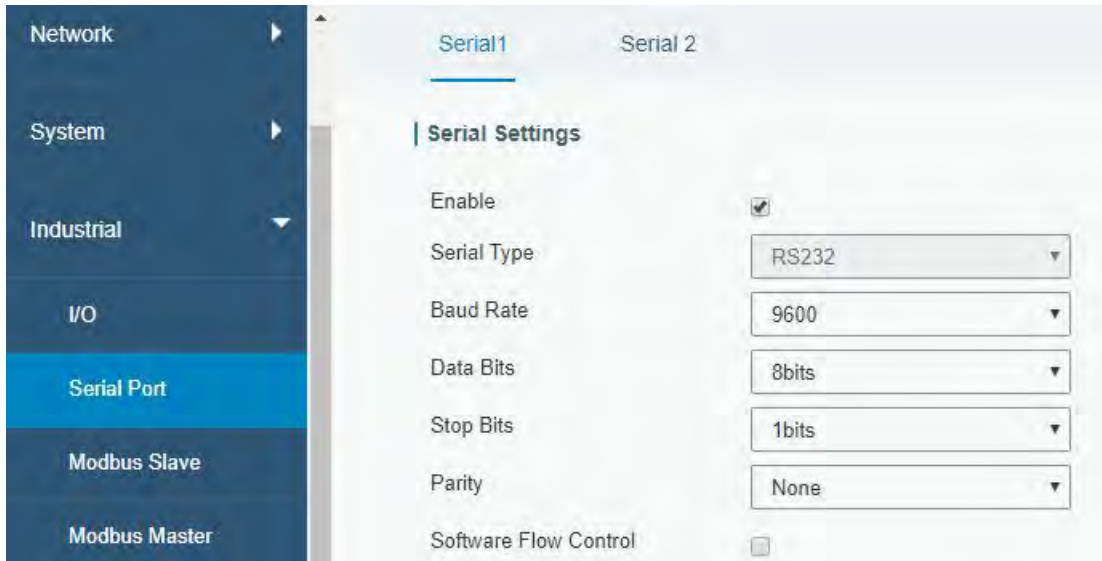 Network
System
Industrial
I/O
Serial Port
Modbus Slave
Modbus Master
Serial1 Serial 2
Serial Settings
Enable
Serial Type RS232
Baud Rate 9600
Data Bits 8bits
Stop Bits 1bits
Parity None
Software Flow Control